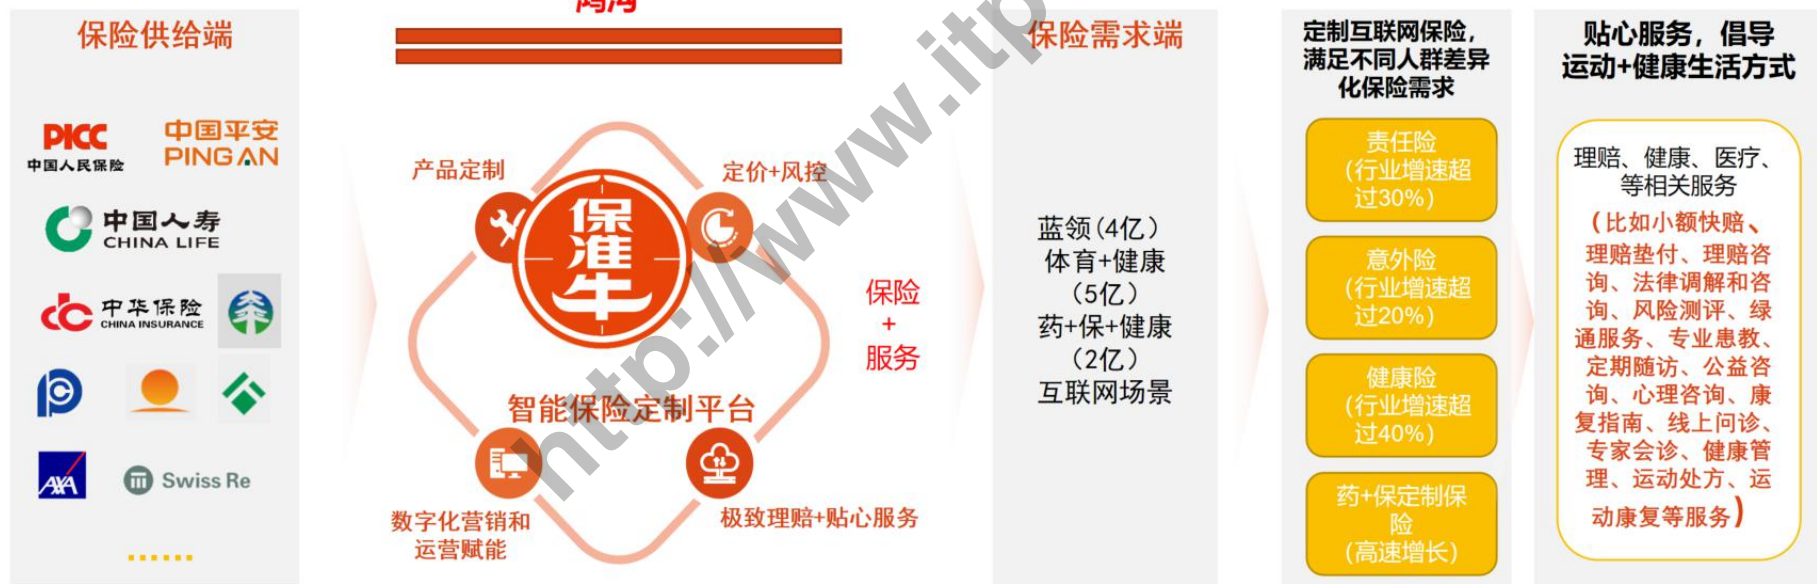 保险供给端
PICC
中国人民保险
中国平安
PING AN
中国人寿
CHINA LIFE
中华保险
CHINA INSURANCE
AXA
Swiss Re
......
鸿沟
产品定制
定价+风控
保
准
牛
智能保险定制平台
数字化营销和
运营赋能
极致理赔+贴心服务
保险
+
服务
保险需求端
蓝领(4亿)
体育+健康
(5亿)
药+保+健康
(2亿)
互联网场景
定制互联网保险,
满足不同人群差异
化保险需求
责任险
(行业增速超
过30%)
意外险
(行业增速超
过20%)
健康险
(行业增速超
过40%)
药+保定制保
险
(高速增长)
贴心服务，倡导
运动+健康生活方式
理赔、健康、医疗、
等相关服务
(比如小额快赔、
理赔垫付、理赔咨
询、法律调解和咨
询、风险测评、绿
通服务、专业患教、
定期随访、公益咨
询、心理咨询、康
复指南、线上问诊、
专家会诊、健康管
理、运动处方、运
动康复等服务)
http://www.itp